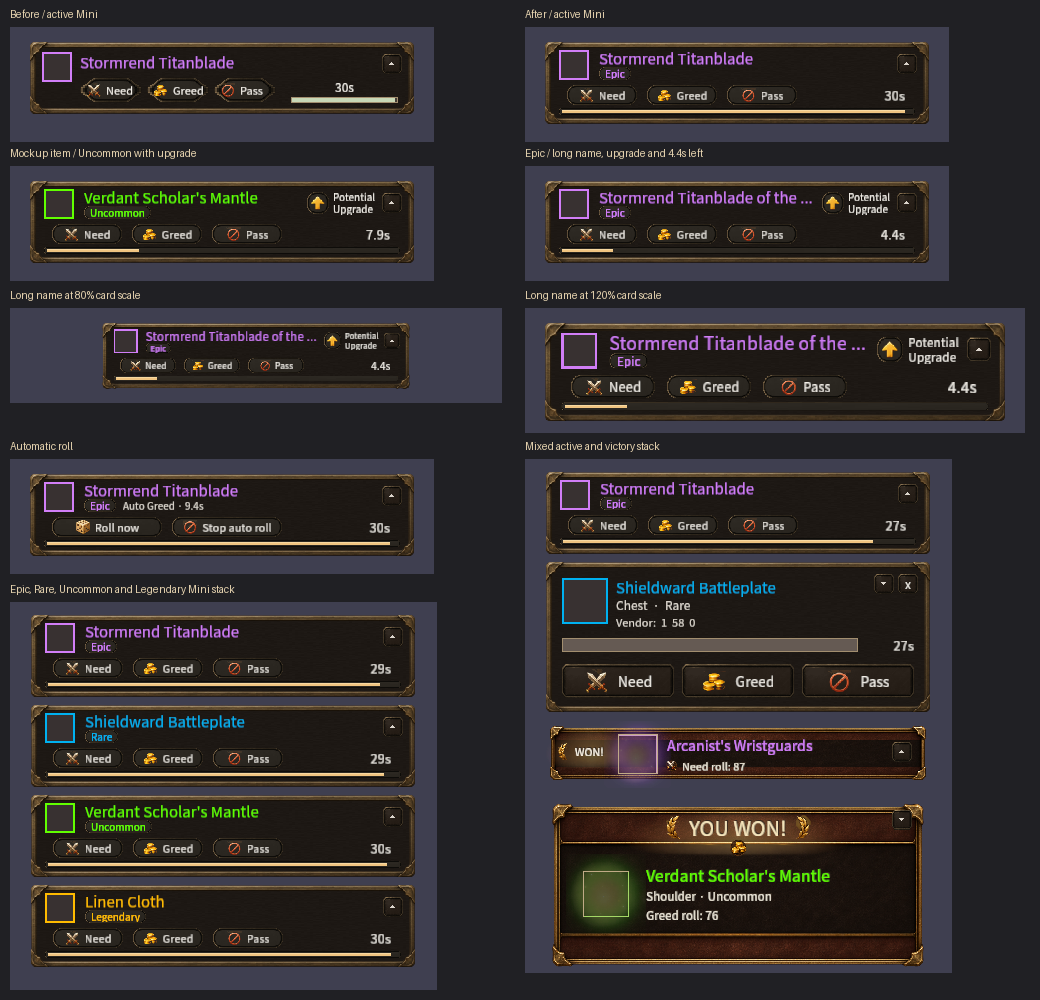 Before / active Mini
Stormrend Titanblade
Need Greed Pass 30s
After / active Mini
Stormrend Titanblade
Epic
Need Greed Pass 30s
Mockup item / Uncommon with upgrade
Verdant Scholar's Mantle
Uncommon
Potential
Upgrade
Need Greed Pass 7.9s
Epic / long name, upgrade and 4.4s left
Stormrend Titanblade of the ...
Epic
Potential
Upgrade
Need Greed Pass 4.4s
Long name at 80% card scale
Stormrend Titanblade of the ...
Epic
Potential
Upgrade
Need Greed Pass 4.4s
Long name at 120% card scale
Stormrend Titanblade of the ...
Epic
Potential
Upgrade
Need Greed Pass 4.4s
Automatic roll
Stormrend Titanblade
Epic Auto Greed · 9.4s
Roll now Stop auto roll 30s
Epic, Rare, Uncommon and Legendary Mini stack
Stormrend Titanblade
Epic
Need Greed Pass 29s
Shieldward Battleplate
Rare
Need Greed Pass 29s
Verdant Scholar's Mantle
Uncommon
Need Greed Pass 30s
Linen Cloth
Legendary
Need Greed Pass 30s
Mixed active and victory stack
Stormrend Titanblade
Epic
Need Greed Pass 27s
Shieldward Battleplate
x
Chest · Rare
Vendor: 1 58 0
27s
Need Greed Pass
WON!
Arcanist's Wristguards
Need roll: 87
YOU WON!
Verdant Scholar's Mantle
Shoulder · Uncommon
Greed roll: 76